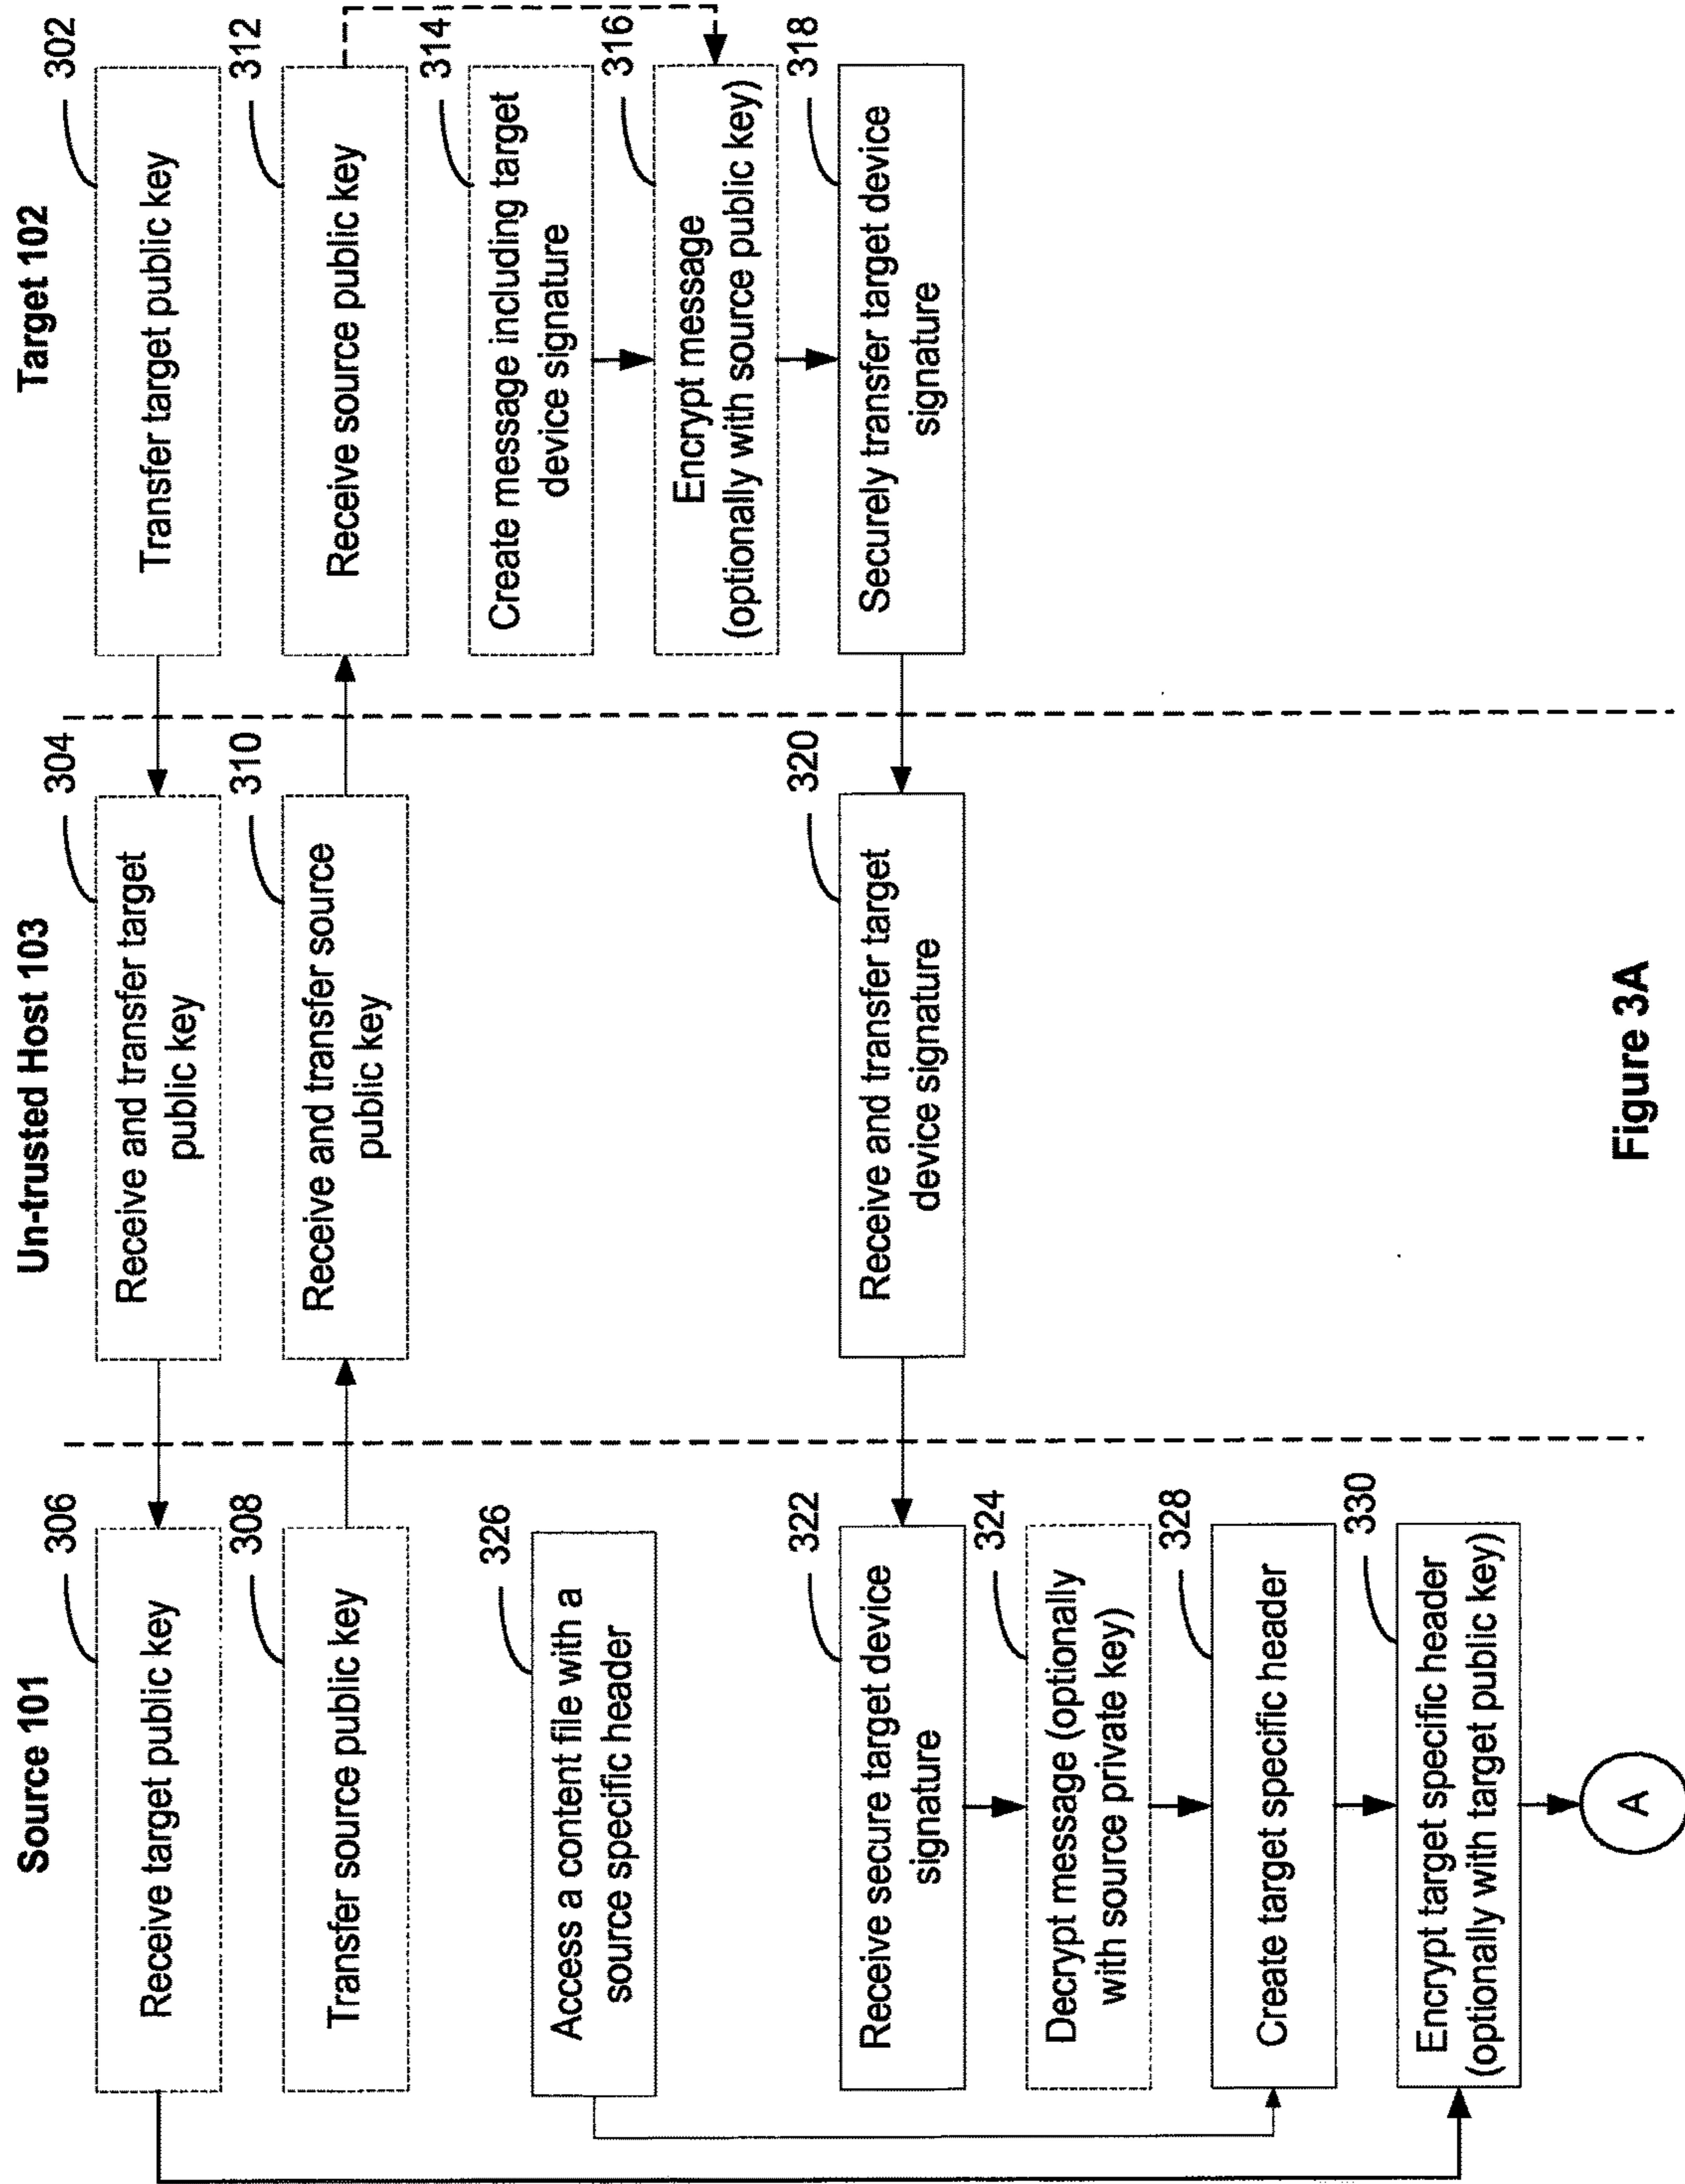 Source 101
Un-trusted Host 103
Target 102
306
Receive target public key
304
Receive and transfer target
public key
302
Transfer target public key
308
Transfer source public key
310
Receive and transfer source
public key
312
Receive source public key
326
Access a content file with a
source specific header
314
Create message including target
device signature
316
Encrypt message
(optionally with source public key)
322
Receive secure target device
signature
320
Receive and transfer target
device signature
318
Securely transfer target device
signature
324
Decrypt message (optionally
with source private key)
328
Create target specific header
330
Encrypt target specific header
(optionally with target public key)
A
Figure 3A